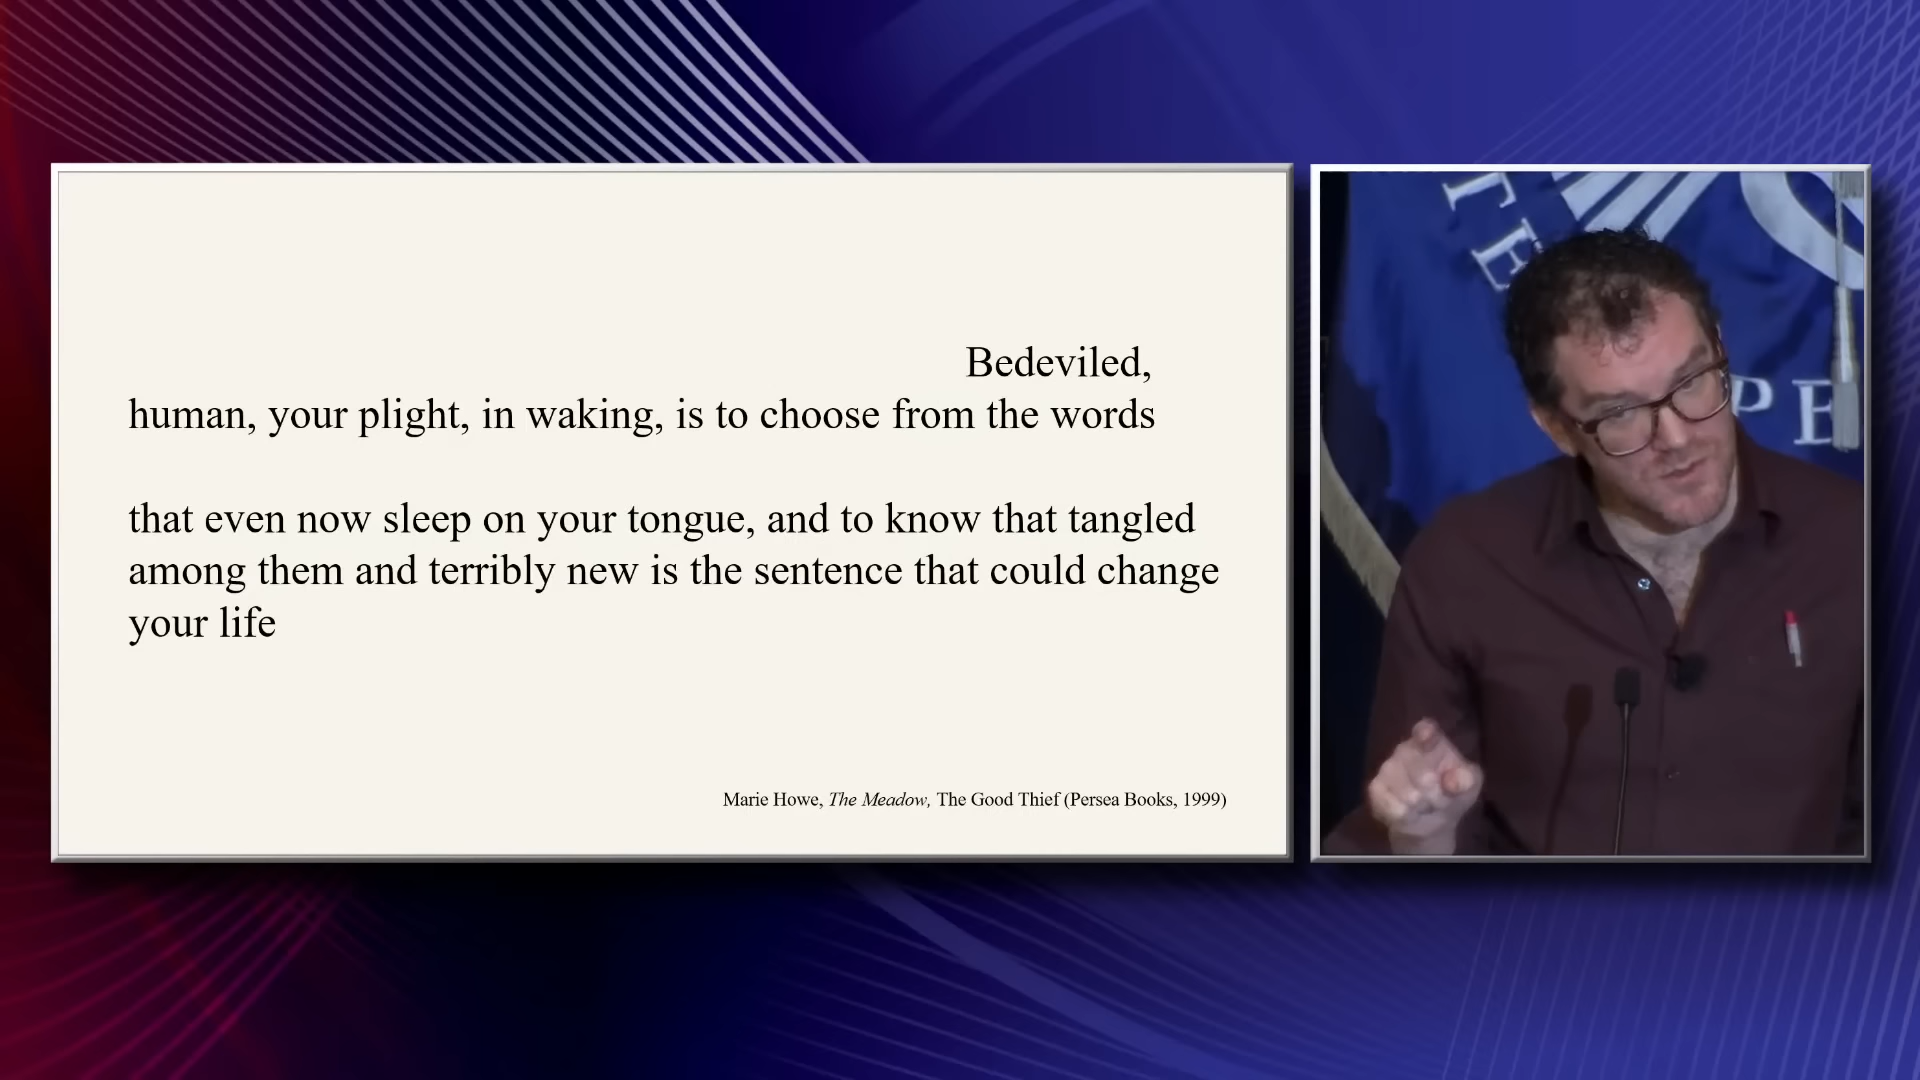 Bedeviled,
human, your plight, in waking, is to choose from the words
that even now sleep on your tongue, and to know that tangled
among them and terribly new is the sentence that could change
your life
Marie Howe, The Meadow, The Good Thief (Persea Books, 1999)
TE
PE